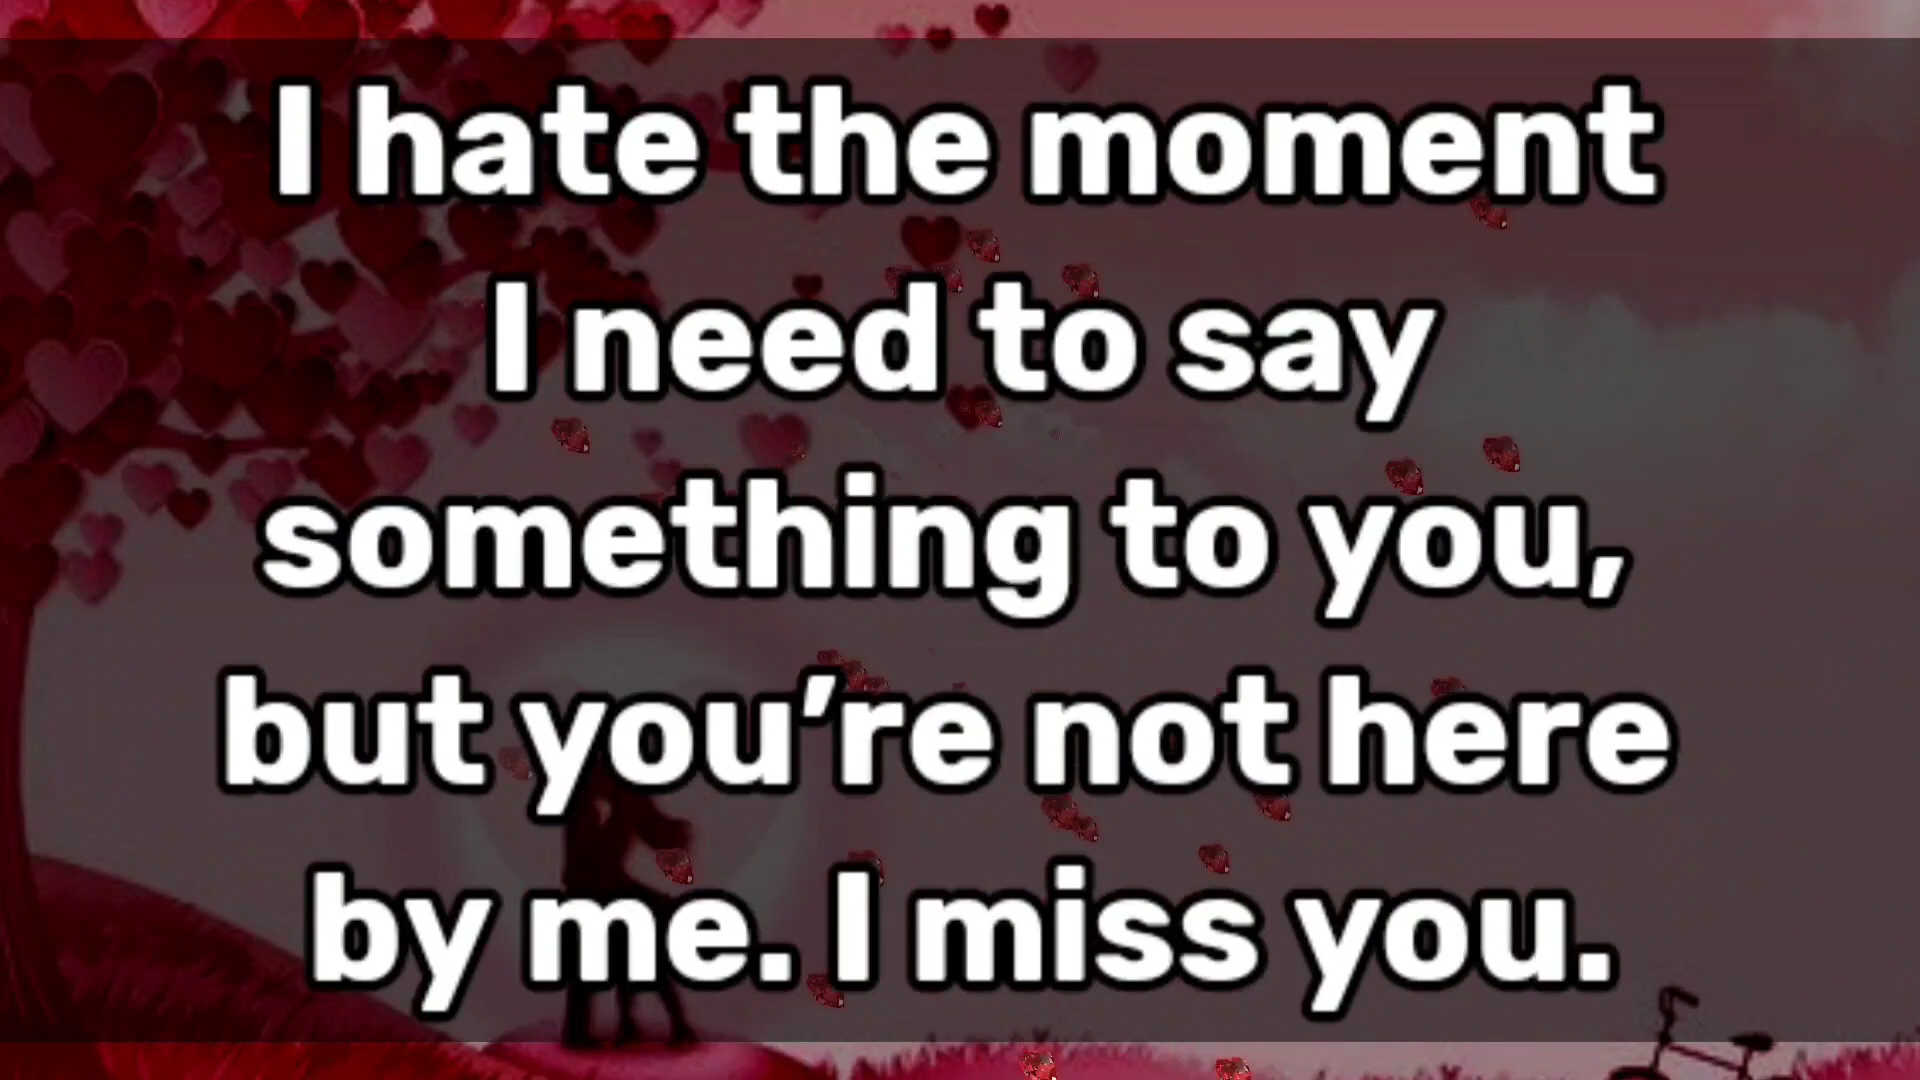 I hate the moment
I need to say
something to you,
but you’re not here
by me. I miss you.